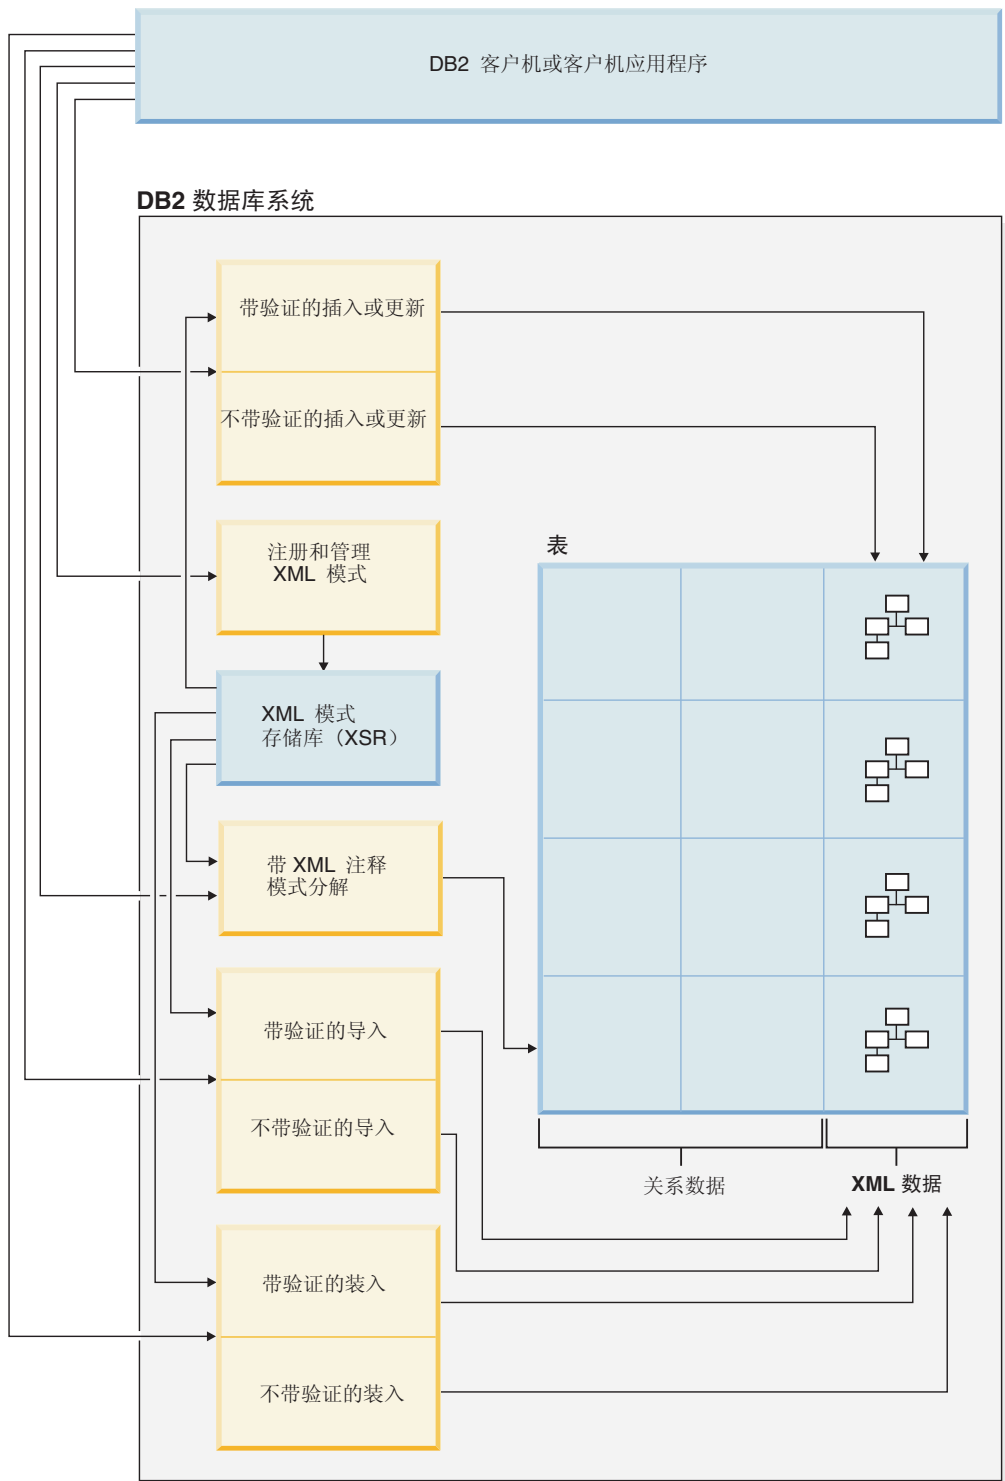 DB2 客户机或客户机应用程序
DB2 数据库系统
带验证的插入或更新
不带验证的插入或更新
注册和管理
XML 模式
表
XML 模式
存储库（XSR）
带 XML 注释
模式分解
带验证的导入
不带验证的导入
关系数据
XML 数据
带验证的装入
不带验证的装入